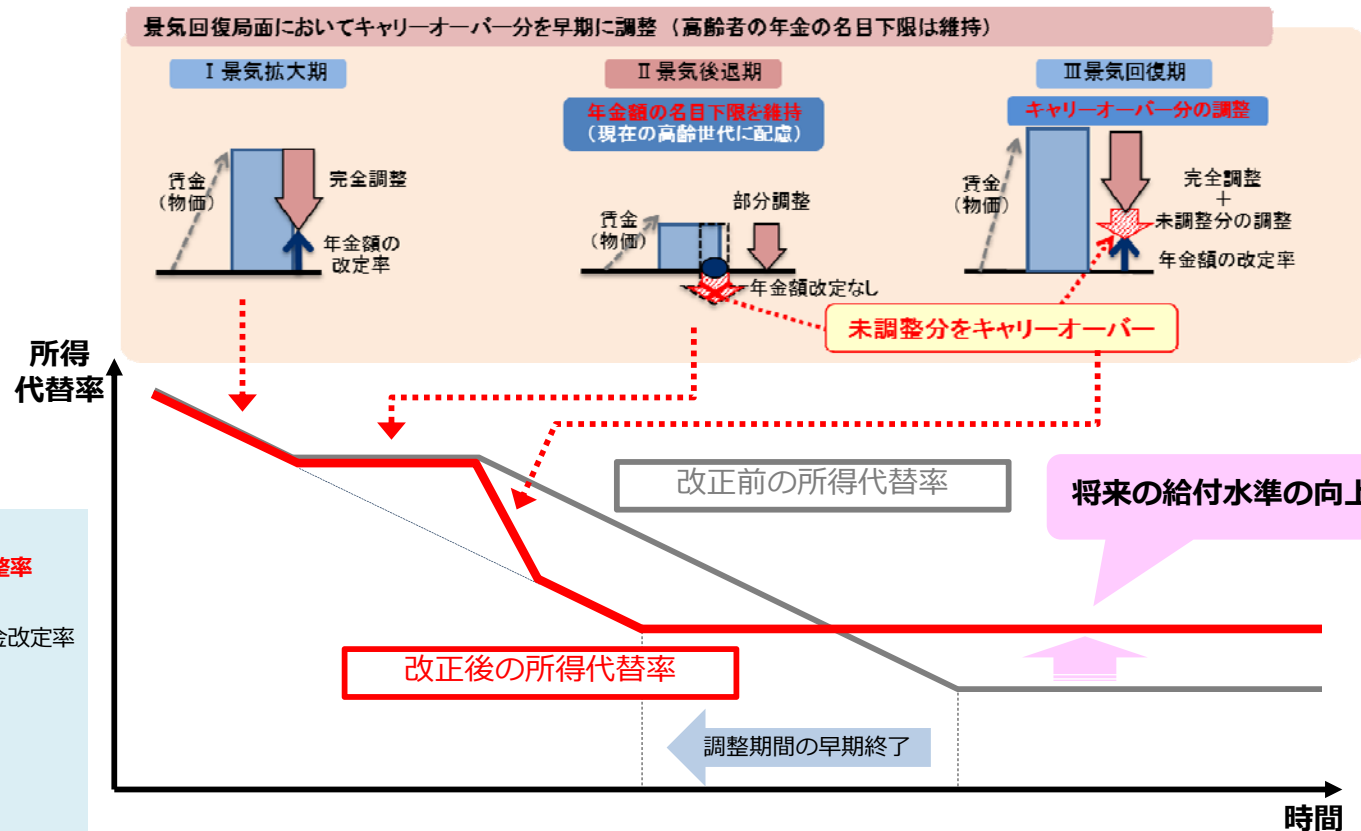 景気回復局面においてキャリーオーバー分を早期に調整（高齢者の年金の名目下限は維持）
Ⅰ景気拡大期
Ⅱ景気後退期
Ⅲ景気回復期
年金額の名目下限を維持
（現在の高齢世代に配慮）
キャリーオーバー分の調整
賃金
（物価）
完全調整
年金額の
改定率
賃金
（物価）
部分調整
年金額改定なし
賃金
（物価）
完全調整
＋
未調整分の調整
年金額の改定率
未調整分をキャリーオーバー
所得
代替率
改正前の所得代替率
将来の給付水準の向上
整率
金改定率
改正後の所得代替率
調整期間の早期終了
時間